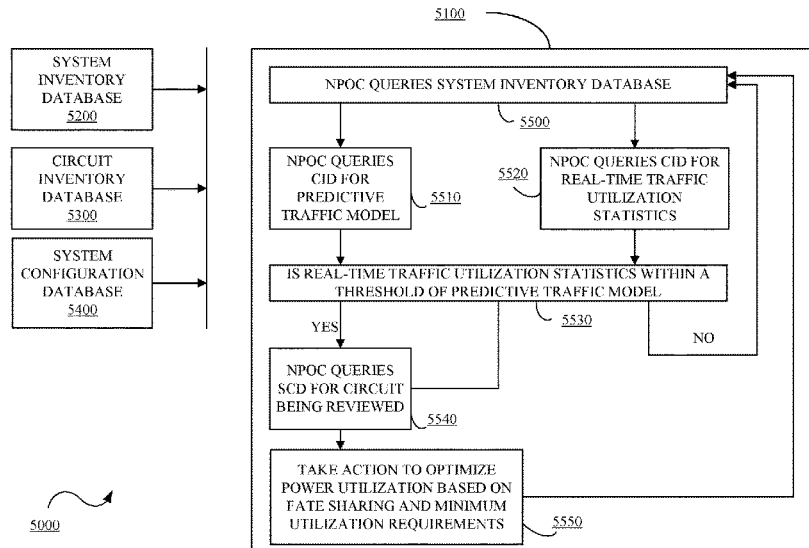 5100
SYSTEM
INVENTORY
DATABASE
5200
CIRCUIT
INVENTORY
DATABASE
5300
SYSTEM
CONFIGURATION
DATABASE
5400
NPOC QUERIES SYSTEM INVENTORY DATABASE
5500
NPOC QUERIES
CID FOR
PREDICTIVE
TRAFFIC MODEL
5510
5520
NPOC QUERIES CID FOR
REAL-TIME TRAFFIC
UTILIZATION
STATISTICS
IS REAL-TIME TRAFFIC UTILIZATION STATISTICS WITHIN A
THRESHOLD OF PREDICTIVE TRAFFIC MODEL
5530
YES
NO
NPOC QUERIES
SCD FOR CIRCUIT
BEING REVIEWED
5540
TAKE ACTION TO OPTIMIZE
POWER UTILIZATION BASED ON
FATE SHARING AND MINIMUM
UTILIZATION REQUIREMENTS
5550
5000